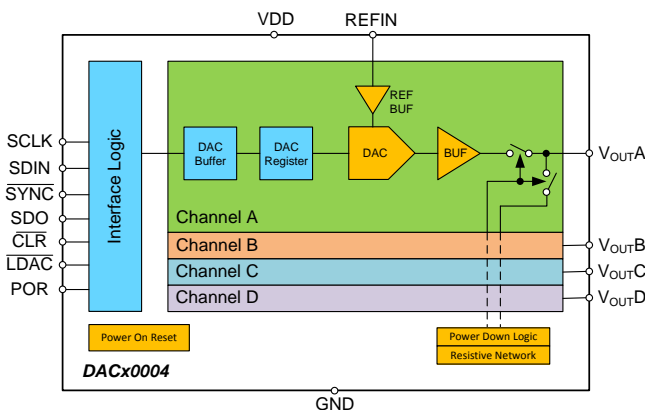 VDD
REFIN
REF
BUF
SCLK
SDIN
SYNC
SDO
CLR
LDAC
POR
Interface Logic
DAC
Buffer
DAC
Register
DAC
BUF
VOUTA
Channel A
Channel B
VOUTB
Channel C
VOUTC
Channel D
VOUTD
Power On Reset
Power Down Logic
Resistive Network
DACx0004
GND